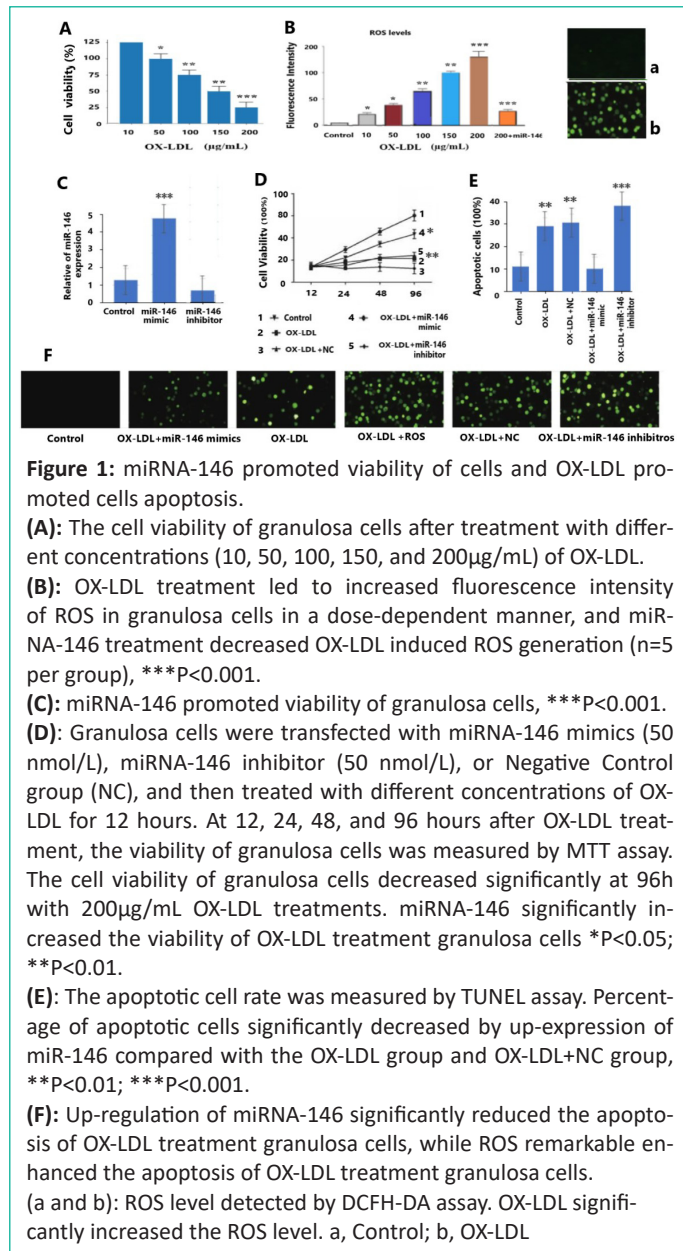 A
Cell viability (%)
125
100
75
50
25
0
*
**
**
***
10 50 100 150 200
OX-LDL (µg/mL)
B
ROS levels
Fluorescence Intensity
200
150
100
50
0
*
*
**
**
***
***
Control 10 50 100 150 200 200+miR-146
OX-LDL (µg/mL)
a
b
C
Relative of miR-146
expression
5
4
3
2
1
0
***
Control miR-146 mimic miR-146 inhibitor
D
Cell Viability (100%)
100
80
60
40
20
0
1
4 *
5
2 **
3
12 24 48 96
1 Control
2 OX-LDL
3 OX-LDL+NC
4 OX-LDL+miR-146 mimic
5 OX-LDL+miR-146 inhibitor
E
Apoptotic cells (100%)
40
30
20
10
0
**
**
***
Control
OX-LDL
OX-LDL+NC
OX-LDL+miR-146 mimic
OX-LDL+miR-146 inhibitor
F
Control OX-LDL+miR-146 mimics OX-LDL OX-LDL +ROS OX-LDL+NC OX-LDL+miR-146 inhibitros
Figure 1: miRNA-146 promoted viability of cells and OX-LDL pro-
moted cells apoptosis.
(A): The cell viability of granulosa cells after treatment with differ-
ent concentrations (10, 50, 100, 150, and 200µg/mL) of OX-LDL.
(B): OX-LDL treatment led to increased fluorescence intensity
of ROS in granulosa cells in a dose-dependent manner, and miR-
NA-146 treatment decreased OX-LDL induced ROS generation (n=5
per group), ***P<0.001.
(C): miRNA-146 promoted viability of granulosa cells, ***P<0.001.
(D): Granulosa cells were transfected with miRNA-146 mimics (50
nmol/L), miRNA-146 inhibitor (50 nmol/L), or Negative Control
group (NC), and then treated with different concentrations of OX-
LDL for 12 hours. At 12, 24, 48, and 96 hours after OX-LDL treat-
ment, the viability of granulosa cells was measured by MTT assay.
The cell viability of granulosa cells decreased significantly at 96h
with 200µg/mL OX-LDL treatments. miRNA-146 significantly in-
creased the viability of OX-LDL treatment granulosa cells *P<0.05;
**P<0.01.
(E): The apoptotic cell rate was measured by TUNEL assay. Percent-
age of apoptotic cells significantly decreased by up-expression of
miR-146 compared with the OX-LDL group and OX-LDL+NC group,
**P<0.01; ***P<0.001.
(F): Up-regulation of miRNA-146 significantly reduced the apopto-
sis of OX-LDL treatment granulosa cells, while ROS remarkable en-
hanced the apoptosis of OX-LDL treatment granulosa cells.
(a and b): ROS level detected by DCFH-DA assay. OX-LDL signifi-
cantly increased the ROS level. a, Control; b, OX-LDL